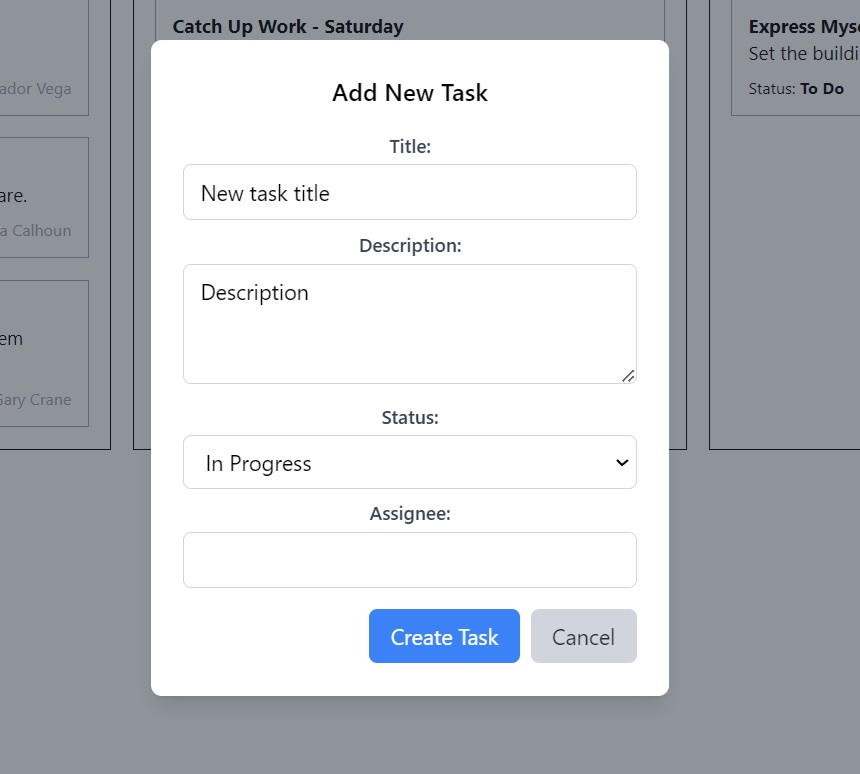 Catch Up Work - Saturday
Set the buildi
Status: To Do
ador Vega
are.
a Calhoun
em
Gary Crane
Add New Task
Title:
New task title
Description:
Description
Status:
In Progress
Assignee:
Create Task
Cancel
Express Myse